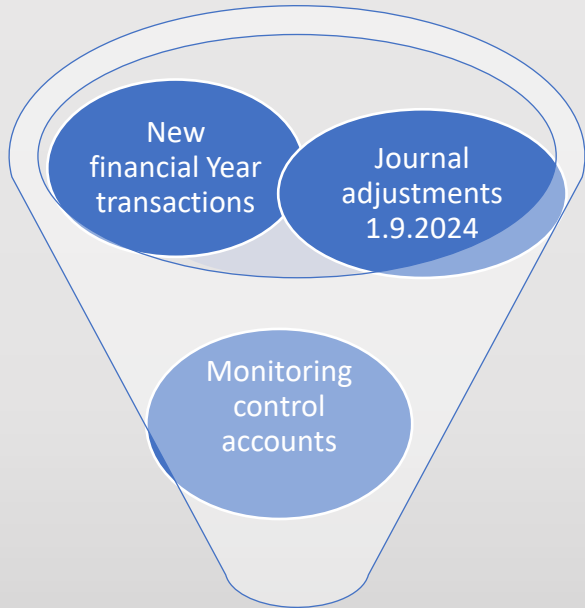 New
financial Year
transactions
Journal
adjustments
1.9.2024
Monitoring
control
accounts